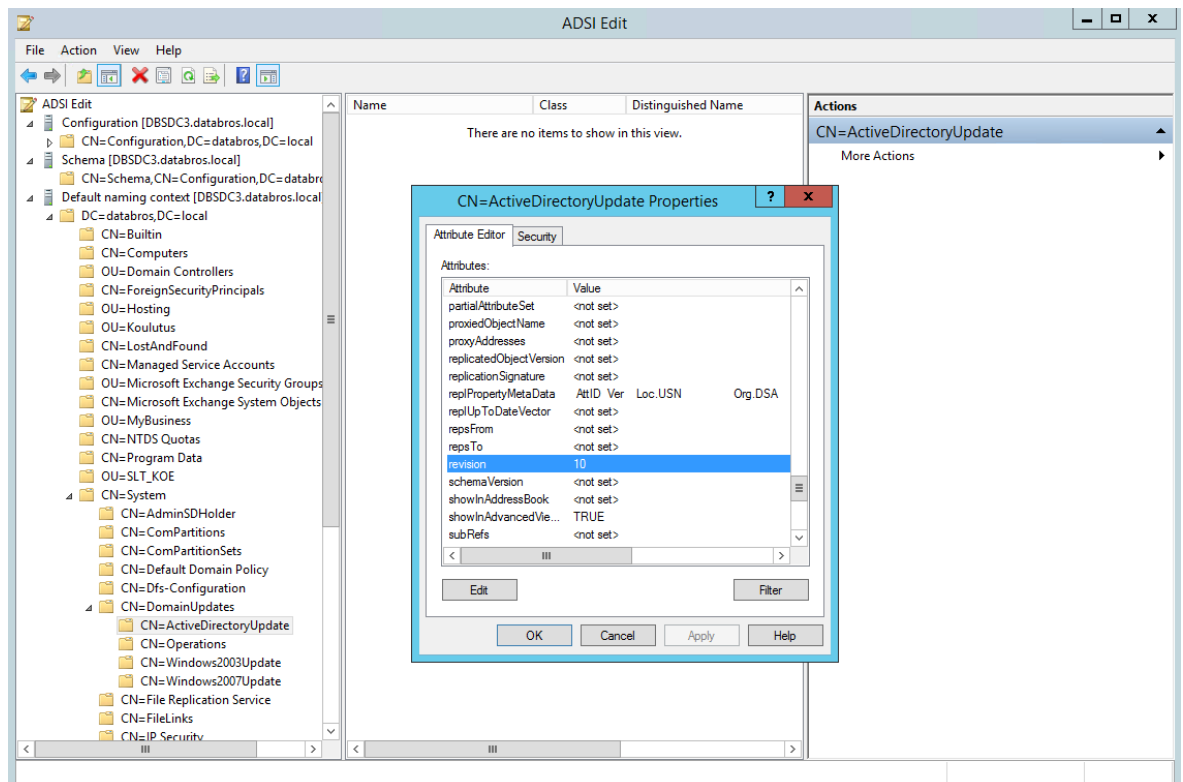 ADSI Edit
File Action View Help
ADSI Edit
Configuration [DBSDC3.databros.local]
CN=Configuration,DC=databros,DC=local
Schema [DBSDC3.databros.local]
CN=Schema,CN=Configuration,DC=databro
Default naming context [DBSDC3.databros.local
DC=databros,DC=local
CN=Builtin
CN=Computers
OU=Domain Controllers
CN=ForeignSecurityPrincipals
OU=Hosting
OU=Koulutus
CN=LostAndFound
CN=Managed Service Accounts
OU=Microsoft Exchange Security Groups
CN=Microsoft Exchange System Objects
OU=MyBusiness
CN=NTDS Quotas
CN=Program Data
OU=SLT_KOE
CN=System
CN=AdminSDHolder
CN=ComPartitions
CN=ComPartitionSets
CN=Default Domain Policy
CN=Dfs-Configuration
CN=DomainUpdates
CN=ActiveDirectoryUpdate
CN=Operations
CN=Windows2003Update
CN=Windows2007Update
CN=File Replication Service
CN=FileLinks
CN=IP Security
Name Class Distinguished Name
There are no items to show in this view.
Actions
CN=ActiveDirectoryUpdate
More Actions
CN=ActiveDirectoryUpdate Properties ? x
Attribute Editor Security
Attributes:
Attribute Value
partialAttributeSet <not set>
proxiedObjectName <not set>
proxyAddresses <not set>
replicatedObjectVersion <not set>
replicationSignature <not set>
replPropertyMetaData AttID Ver Loc.USN Org.DSA
replUpToDateVector <not set>
repsFrom <not set>
repsTo <not set>
revision 10
schemaVersion <not set>
showInAddressBook <not set>
showInAdvancedVie... TRUE
subRefs <not set>
Edit Filter
OK Cancel Apply Help